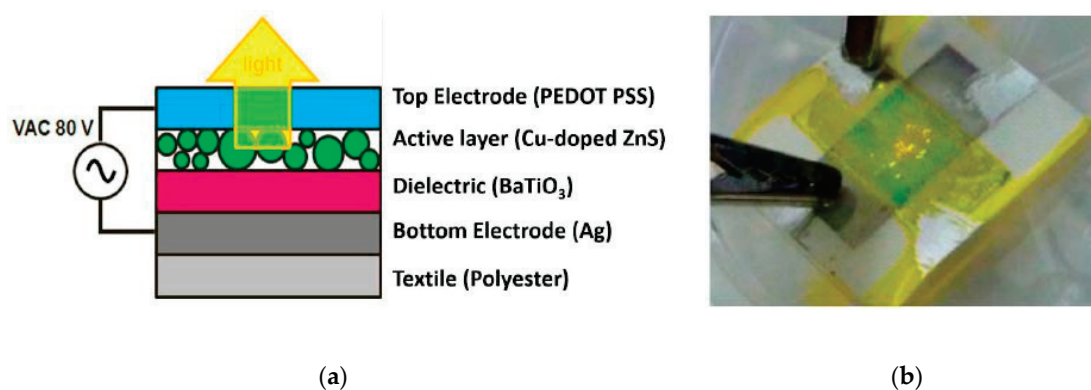 light
Top Electrode (PEDOT PSS)
VAC 80 V
Active layer (Cu-doped ZnS)
Dielectric (BaTiO₃)
Bottom Electrode (Ag)
Textile (Polyester)
(a)
(b)